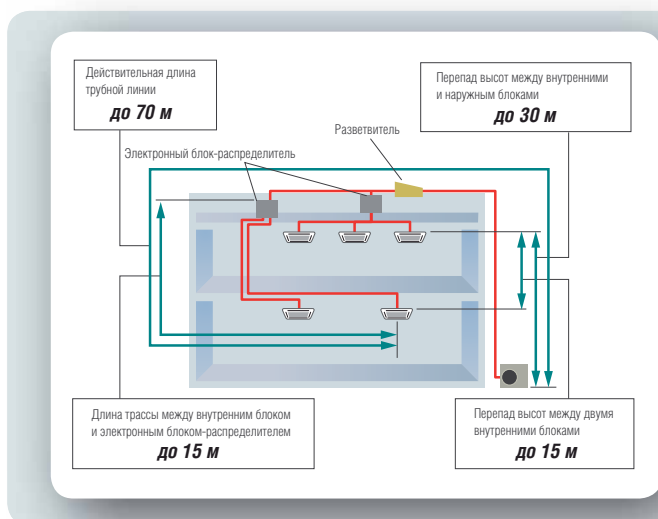 Действительная длина
трубной линии
до 70 м
Перепад высот между внутренними
и наружным блоками
до 30 м
Разветвитель
Электронный блок-распределитель
Длина трассы между внутренним блоком
и электронным блоком-распределителем
до 15 м
Перепад высот между двумя
внутренними блоками
до 15 м